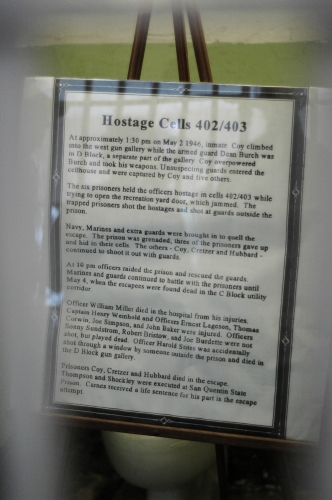 Hostage Cells 402/403
At approximately 1:30 pm on May 2 1946, inmate Coy climbed
into the west gun gallery while the armed guard Dean Burch was
in D Block, a separate part of the gallery Coy overpowered
Burch and took his weapons. Unsuspecting guards entered the
cellhouse and were captured by Coy and five others.
The six prisoners held the officers hostage in cells 402/403 while
trying to open the recreation yard door, which jammed. The
trapped prisoners shot the hostages and shot at guards outside the
prison.
Navy, Marines and extra guards were brought in to quell the
escape. The prison was grenaded, three of the prisoners gave up
and hid in their cells. The others - Coy, Cretzer and Hubbard -
continued to shoot it out with guards.
At 10 pm officers raided the prison and rescued the guards.
Marines and guards continued to battle with the prisoners until
May 4, when the escapees were found dead in the C Block utility
corridor.
Officer William Miller died in the hospital from his injuries.
Captain Henry Weinhold and Officers Ernest Lageson, Thomas
Corwin, Joe Simpson, and John Baker were injured. Officers
Sonny Sundstrom, Robert Bristow, and Joe Burdette were not
shot, but played dead. Officer Harold Stites was accidentally
shot through a window by someone outside the prison and died in
the D Block gun gallery.
Prisoners Coy, Cretzer and Hubbard died in the escape.
Thompson and Shockley were executed at San Quentin State
Prison. Carnes received a life sentence for his part in the escape
attempt.